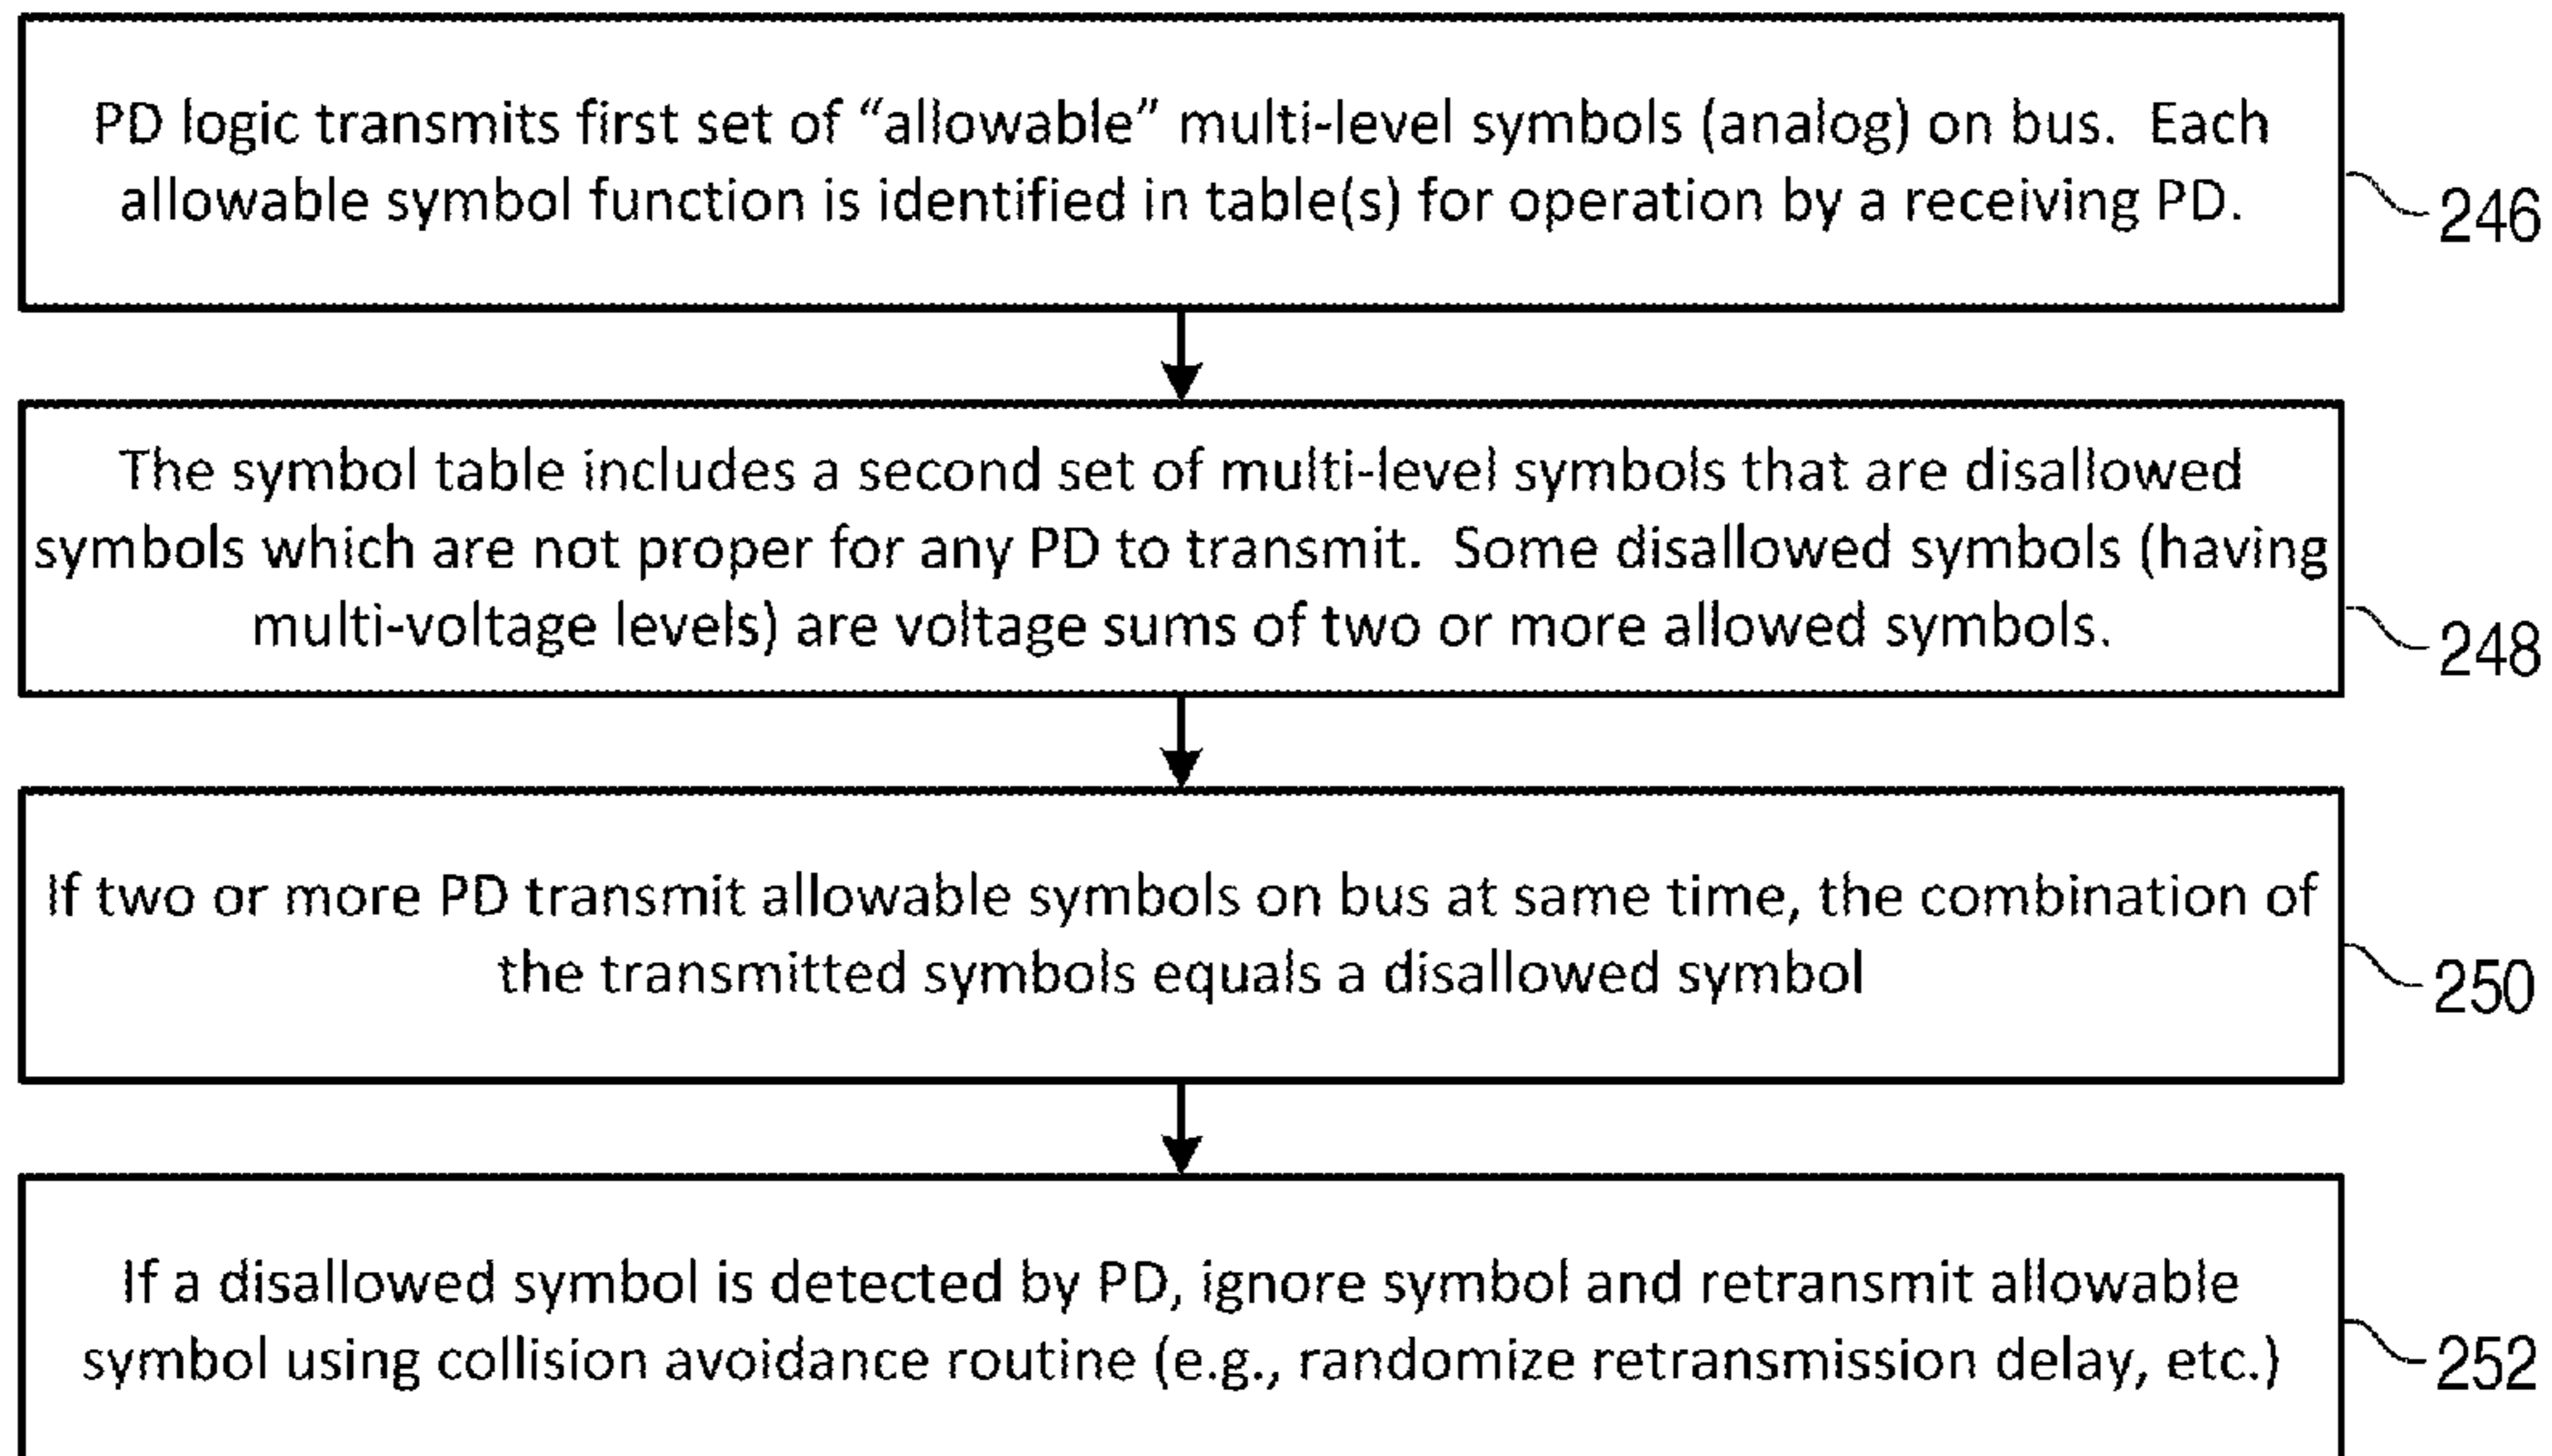 PD logic transmits first set of “allowable” multi-level symbols (analog) on bus.  Each
allowable symbol function is identified in table(s) for operation by a receiving PD.
246
The symbol table includes a second set of multi-level symbols that are disallowed
symbols which are not proper for any PD to transmit.  Some disallowed symbols (having
multi-voltage levels) are voltage sums of two or more allowed symbols.
248
If two or more PD transmit allowable symbols on bus at same time, the combination of
the transmitted symbols equals a disallowed symbol
250
If a disallowed symbol is detected by PD, ignore symbol and retransmit allowable
symbol using collision avoidance routine (e.g., randomize retransmission delay, etc.)
252